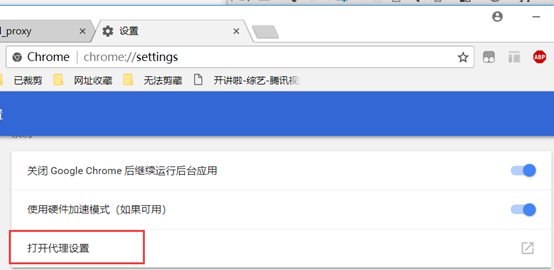 l_proxy
设置
Chrome
chrome://settings
已裁剪
网址收藏
无法剪藏
开讲啦-综艺-腾讯视
ABP
置
关闭 Google Chrome 后继续运行后台应用
使用硬件加速模式（如果可用）
打开代理设置